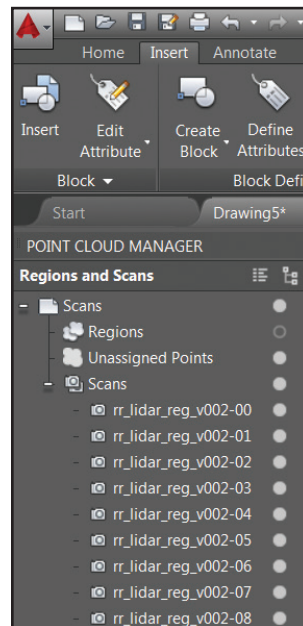 Home Insert Annotate
Insert Edit Attribute Create Block Define Attributes
Block Block Defi
Start Drawing5*
POINT CLOUD MANAGER
Regions and Scans
Scans
Regions
Unassigned Points
Scans
rr_lidar_reg_v002-00
rr_lidar_reg_v002-01
rr_lidar_reg_v002-02
rr_lidar_reg_v002-03
rr_lidar_reg_v002-04
rr_lidar_reg_v002-05
rr_lidar_reg_v002-06
rr_lidar_reg_v002-07
rr_lidar_reg_v002-08